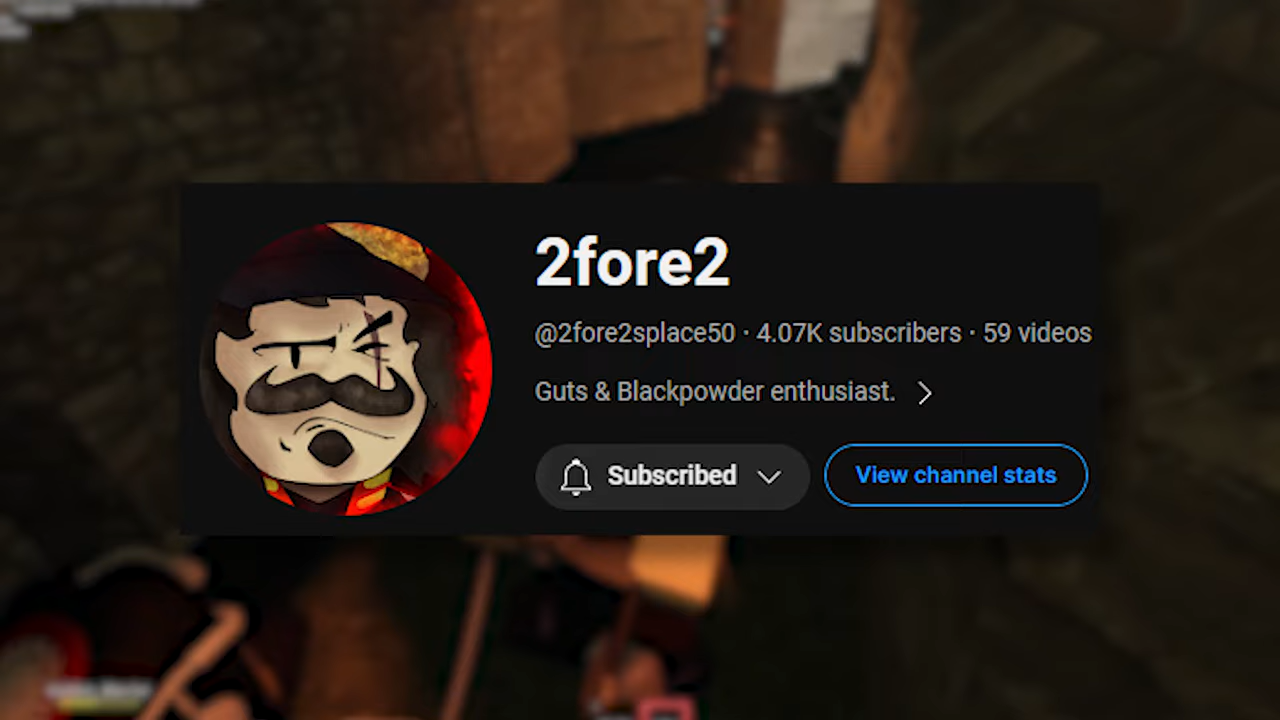 2fore2
@2fore2splace50 · 4.07K subscribers · 59 videos
Guts & Blackpowder enthusiast.
Subscribed
View channel stats